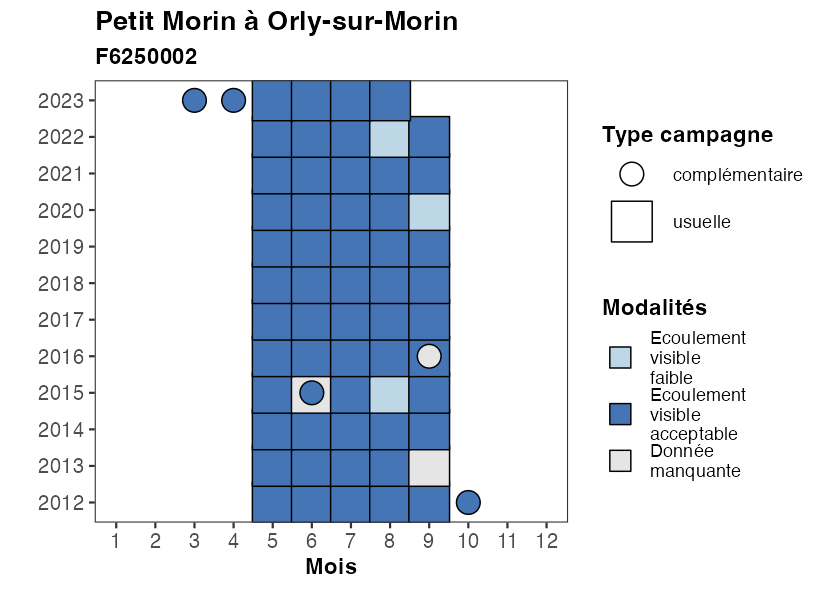 Petit Morin à Orly-sur-Morin
F6250002
2023
2022
2021
2020
2019
2018
2017
2016
2015
2014
2013
2012
1 2 3 4 5 6 7 8 9 10 11 12
Mois
Type campagne
complémentaire
usuelle
Modalités
Ecoulement
visible
faible
Ecoulement
visible
acceptable
Donnée
manquante